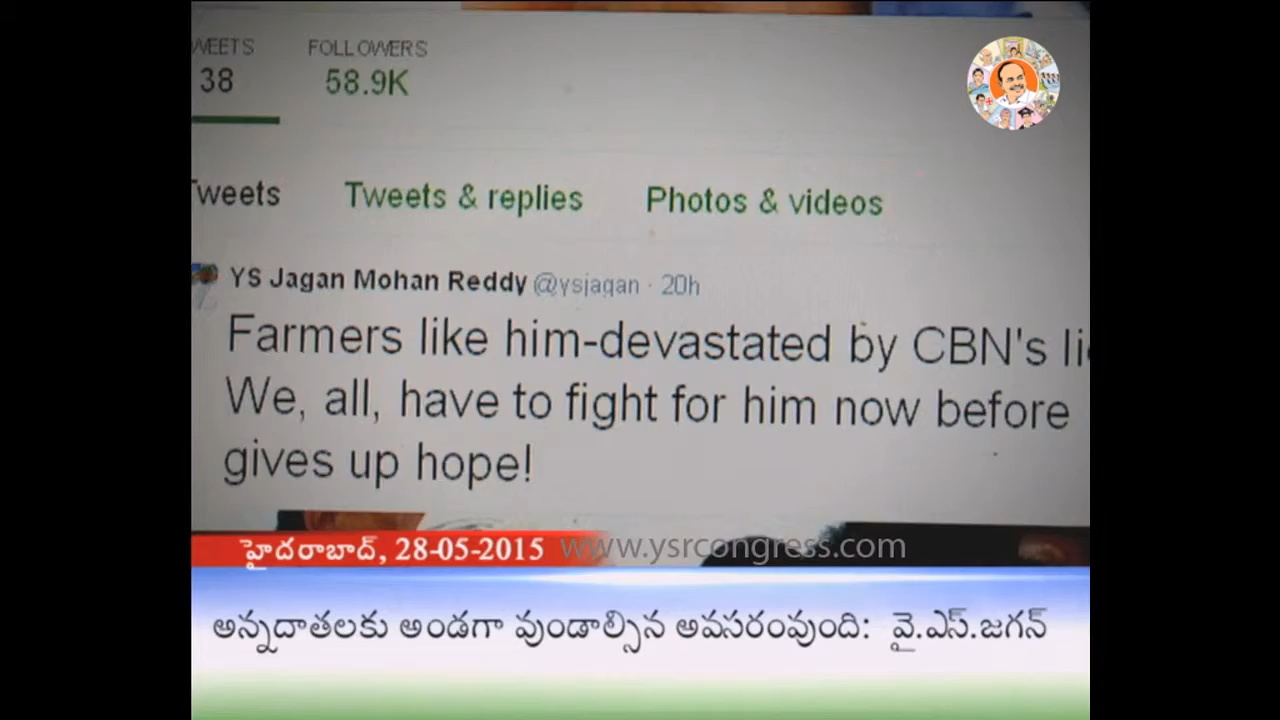 WEETS FOLLOWERS
38 58.9K
Tweets Tweets & replies Photos & videos
YS Jagan Mohan Reddy @ysjagan · 20h
Farmers like him-devastated by CBN's
We, all, have to fight for him now before
gives up hope!
హైదరాబాద్, 28-05-2015 www.ysrcongress.com
అన్నదాతలకు అండగా వుండాల్సిన అవసరంవుంది: వై.ఎస్.జగన్